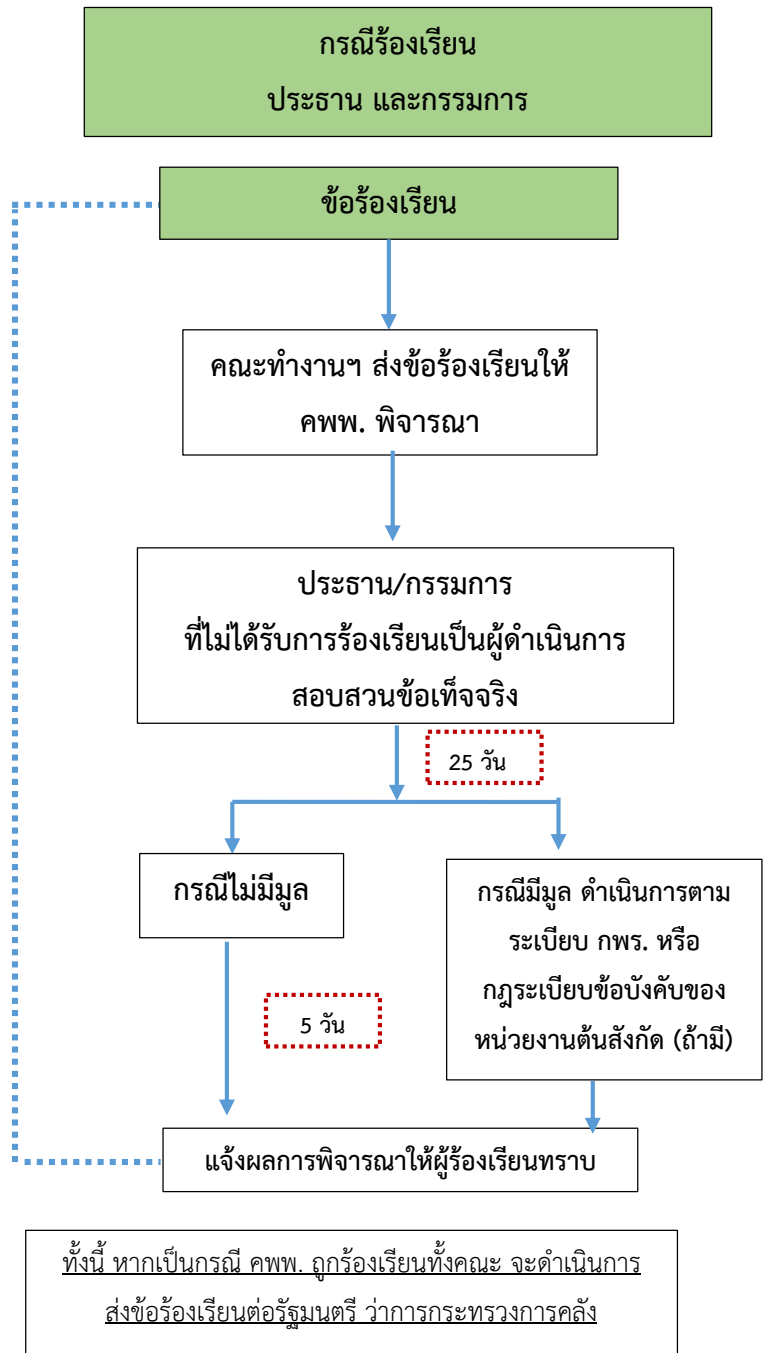 กรณีร้องเรียน
ประธาน และกรรมการ
ข้อร้องเรียน
คณะทำงานฯ ส่งข้อร้องเรียนให้
คพพ. พิจารณา
ประธาน/กรรมการ
ที่ไม่ได้รับการร้องเรียนเป็นผู้ดำเนินการ
สอบสวนข้อเท็จจริง
25 วัน
กรณีไม่มีมูล
กรณีมีมูล ดำเนินการตาม
ระเบียบ กพร. หรือ
กฎระเบียบข้อบังคับของ
หน่วยงานต้นสังกัด (ถ้ามี)
5 วัน
แจ้งผลการพิจารณาให้ผู้ร้องเรียนทราบ
ทั้งนี้ หากเป็นกรณี คพพ. ถูกร้องเรียนทั้งคณะ จะดำเนินการ
ส่งข้อร้องเรียนต่อรัฐมนตรี ว่าการกระทรวงการคลัง